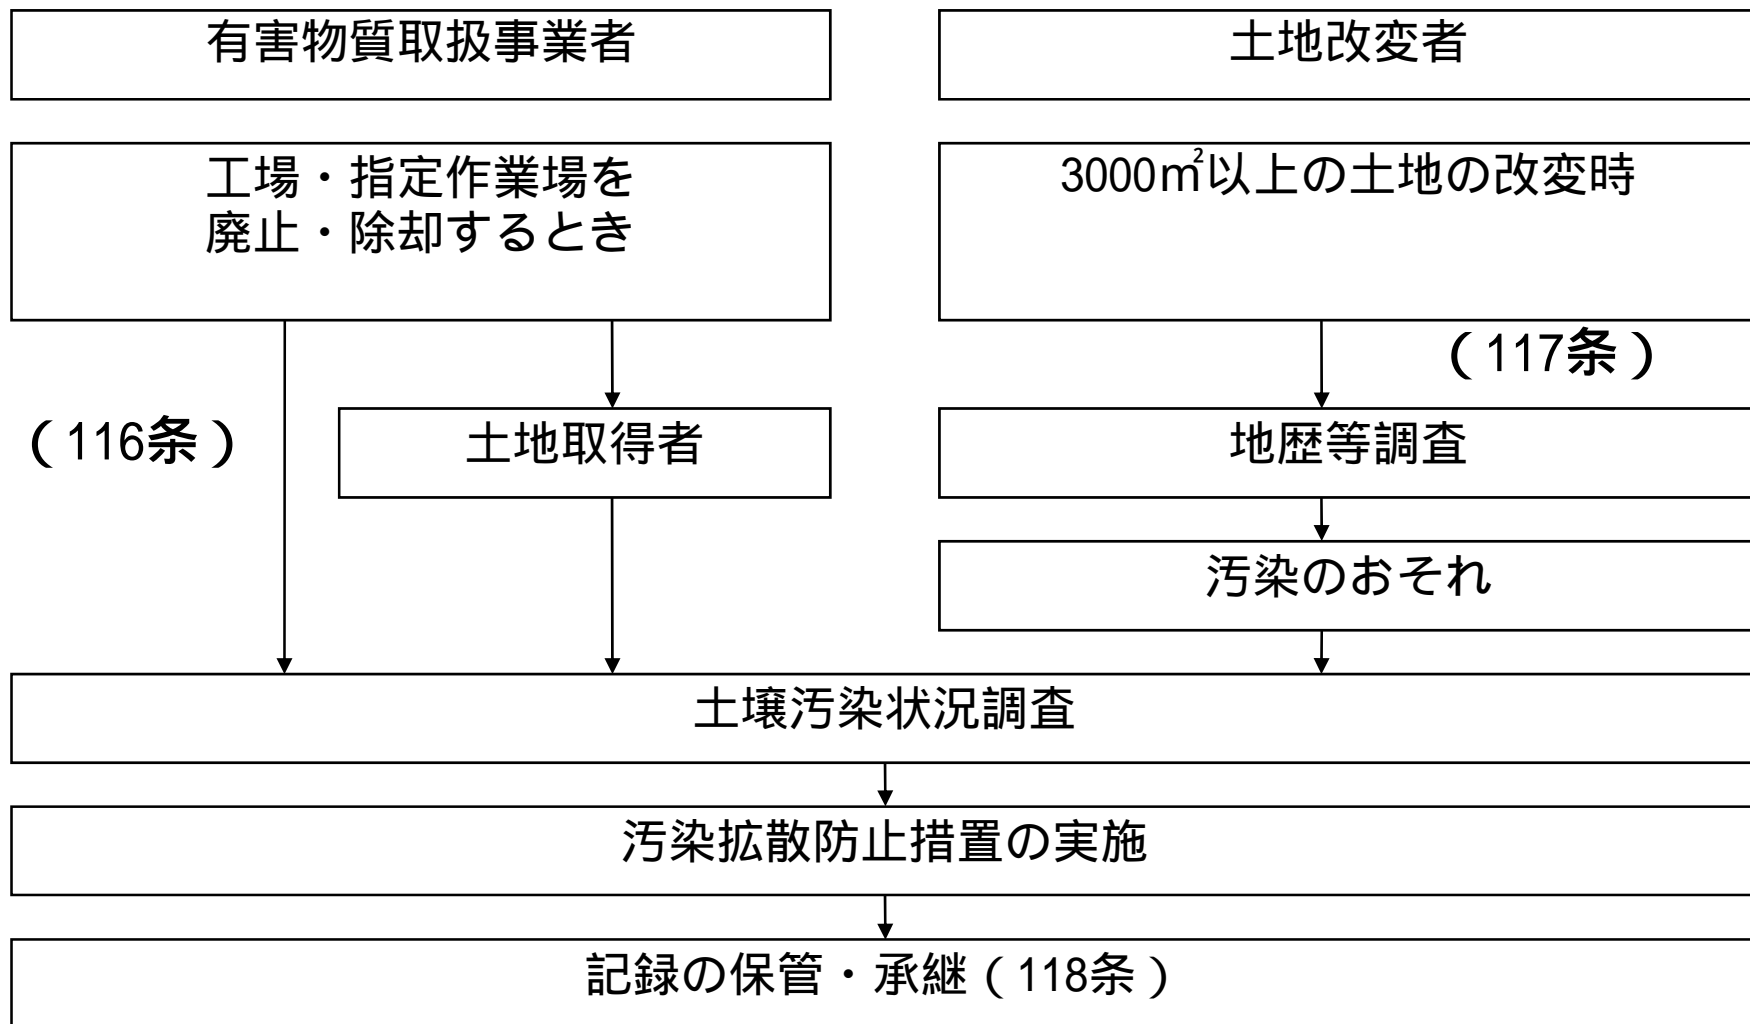 有害物質取扱事業者
土地改変者
工場・指定作業場を
廃止・除却するとき
3000㎡以上の土地の改変時
（117条）
（116条）
土地取得者
地歴等調査
汚染のおそれ
土壌汚染状況調査
汚染拡散防止措置の実施
記録の保管・承継（118条）